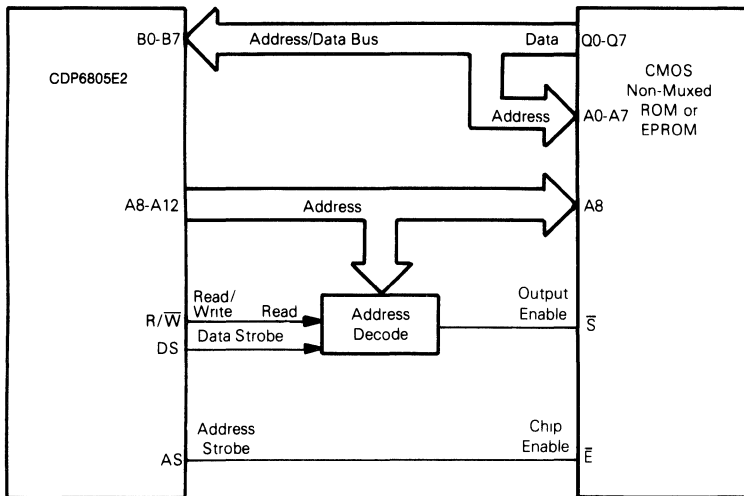 B0-B7
Address/Data Bus
Data
Q0-Q7
CDP6805E2
CMOS
Non-Muxed
ROM or
EPROM
Address
A0-A7
A8-A12
Address
A8
Read/
Write
Read
R/W̅
Data Strobe
DS
Address
Decode
Output
Enable
S̅
Address
Strobe
AS
Chip
Enable
E̅